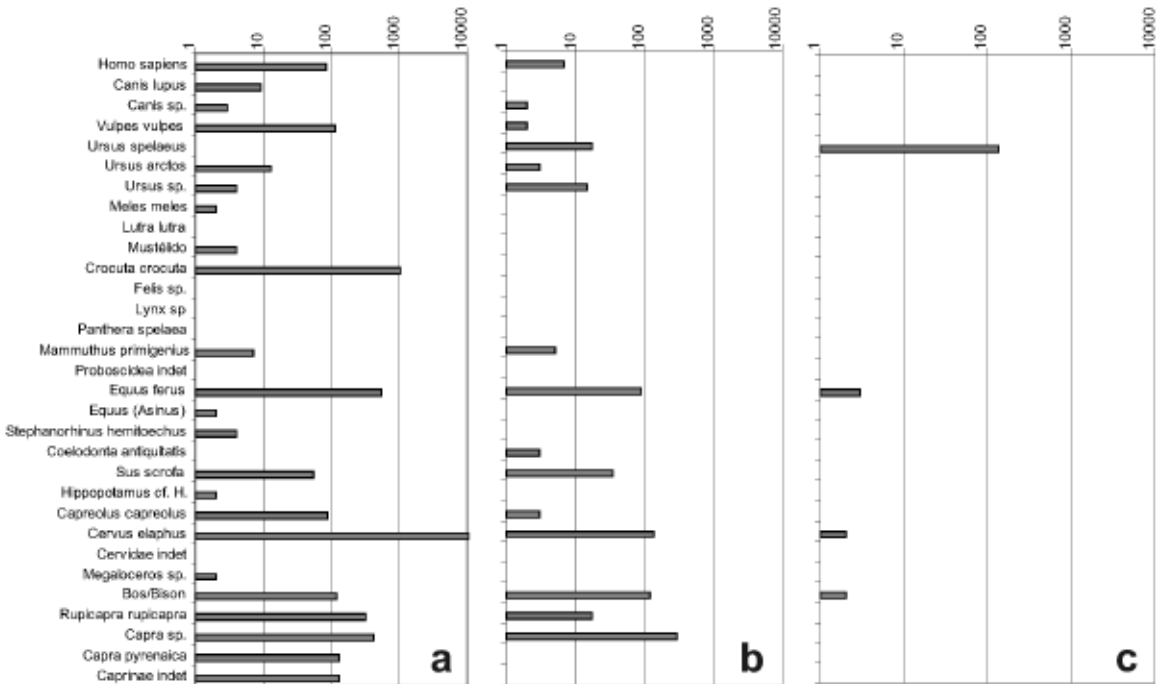 1 10 100 1000 10000 1 10 100 1000 10000 1 10 100 1000 10000
Homo sapiens
Canis lupus
Canis sp.
Vulpes vulpes
Ursus spelaeus
Ursus arctos
Ursus sp.
Meles meles
Lutra lutra
Mustélido
Crocuta crocuta
Felis sp.
Lynx sp
Panthera spelaea
Mammuthus primigenius
Proboscidea indet
Equus ferus
Equus (Asinus)
Stephanorhinus hemitoechus
Coelodonta antiquitatis
Sus scrofa
Hippopotamus cf. H.
Capreolus capreolus
Cervus elaphus
Cervidae indet
Megaloceros sp.
Bos/Bison
Rupicapra rupicapra
Capra sp.
Capra pyrenaica
Caprinae indet
a b c